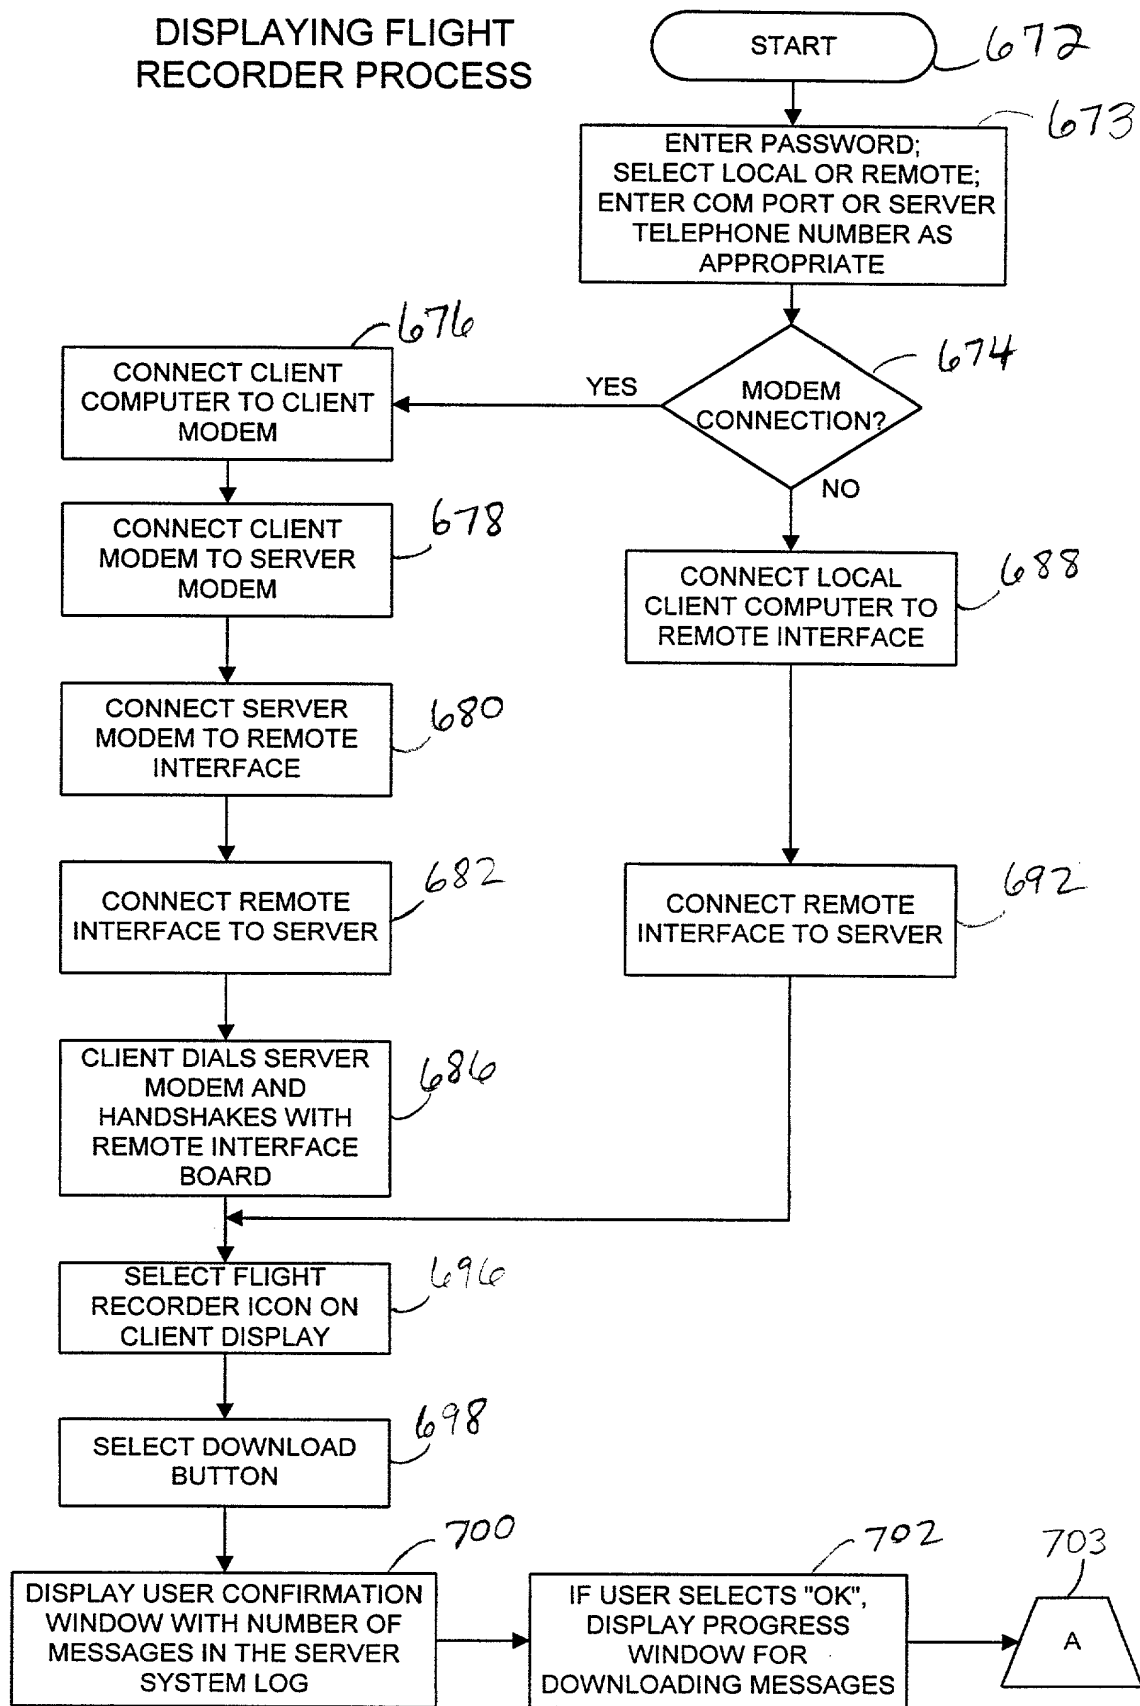 DISPLAYING FLIGHT
RECORDER PROCESS
START
672
673
ENTER PASSWORD;
SELECT LOCAL OR REMOTE;
ENTER COM PORT OR SERVER
TELEPHONE NUMBER AS
APPROPRIATE
674
MODEM
CONNECTION?
YES
NO
676
CONNECT CLIENT
COMPUTER TO CLIENT
MODEM
678
CONNECT CLIENT
MODEM TO SERVER
MODEM
688
CONNECT LOCAL
CLIENT COMPUTER TO
REMOTE INTERFACE
680
CONNECT SERVER
MODEM TO REMOTE
INTERFACE
682
CONNECT REMOTE
INTERFACE TO SERVER
692
CONNECT REMOTE
INTERFACE TO SERVER
686
CLIENT DIALS SERVER
MODEM AND
HANDSHAKES WITH
REMOTE INTERFACE
BOARD
696
SELECT FLIGHT
RECORDER ICON ON
CLIENT DISPLAY
698
SELECT DOWNLOAD
BUTTON
700
DISPLAY USER CONFIRMATION
WINDOW WITH NUMBER OF
MESSAGES IN THE SERVER
SYSTEM LOG
702
IF USER SELECTS "OK",
DISPLAY PROGRESS
WINDOW FOR
DOWNLOADING MESSAGES
703
A